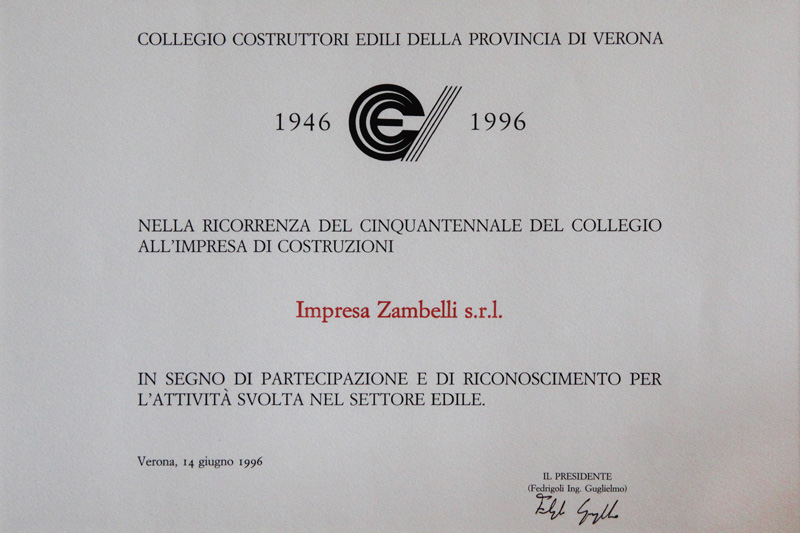 COLLEGIO COSTRUTTORI EDILI DELLA PROVINCIA DI VERONA
1946 CE 1996
NELLA RICORRENZA DEL CINQUANTENNALE DEL COLLEGIO
ALL'IMPRESA DI COSTRUZIONI
Impresa Zambelli s.r.l.
IN SEGNO DI PARTECIPAZIONE E DI RICONOSCIMENTO PER
L'ATTIVITÀ SVOLTA NEL SETTORE EDILE.
Verona, 14 giugno 1996
IL PRESIDENTE
(Fedrigoli Ing. Guglielmo)